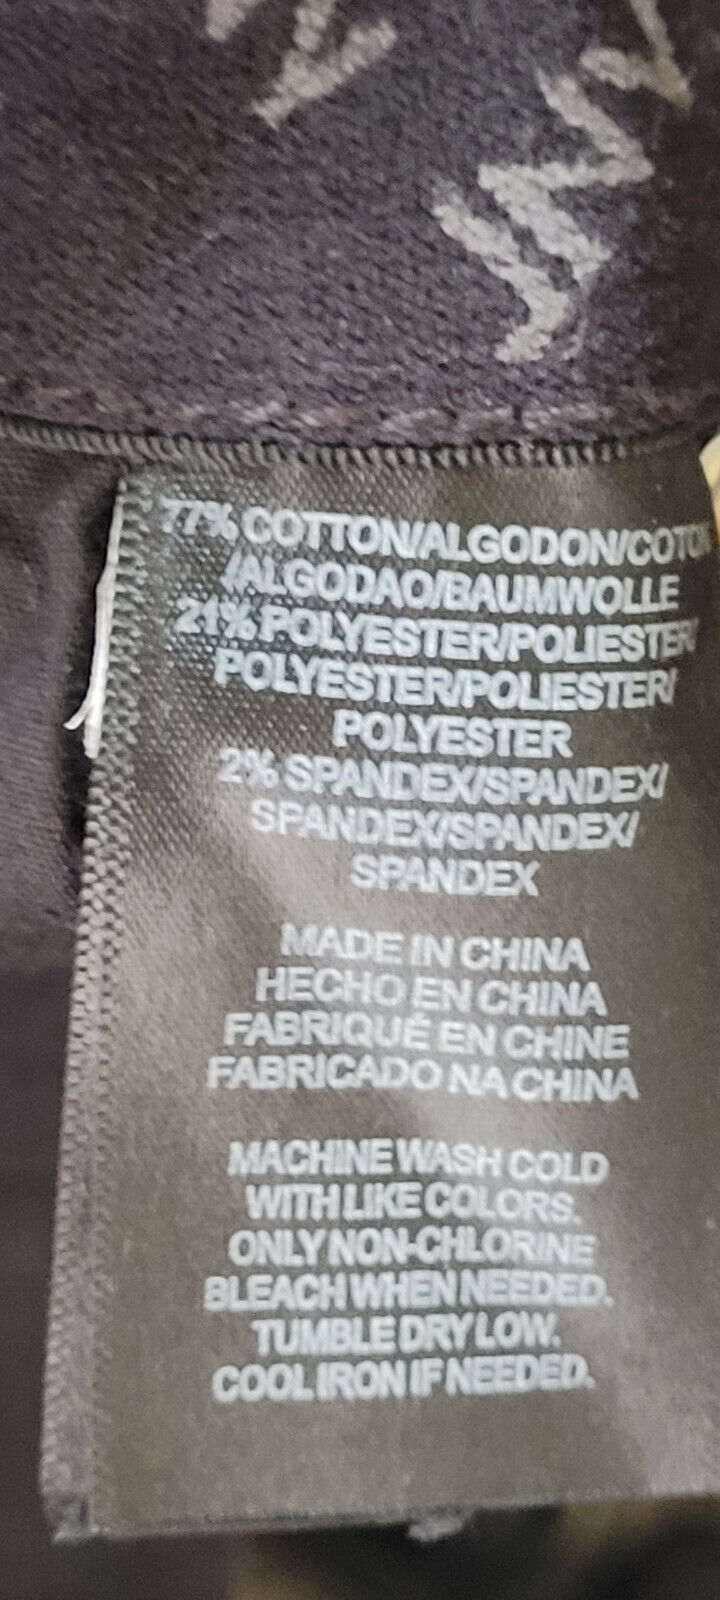 77% COTTON/ALGODON/COTON
/ALGODAO/BAUMWOLLE
21% POLYESTER/POLIESTER/
POLYESTER/POLIESTER/
POLYESTER
2% SPANDEX/SPANDEX/
SPANDEX/SPANDEX/
SPANDEX
MADE IN CHINA
HECHO EN CHINA
FABRIQUÉ EN CHINE
FABRICADO NA CHINA
MACHINE WASH COLD
WITH LIKE COLORS.
ONLY NON-CHLORINE
BLEACH WHEN NEEDED.
TUMBLE DRY LOW.
COOL IRON IF NEEDED.